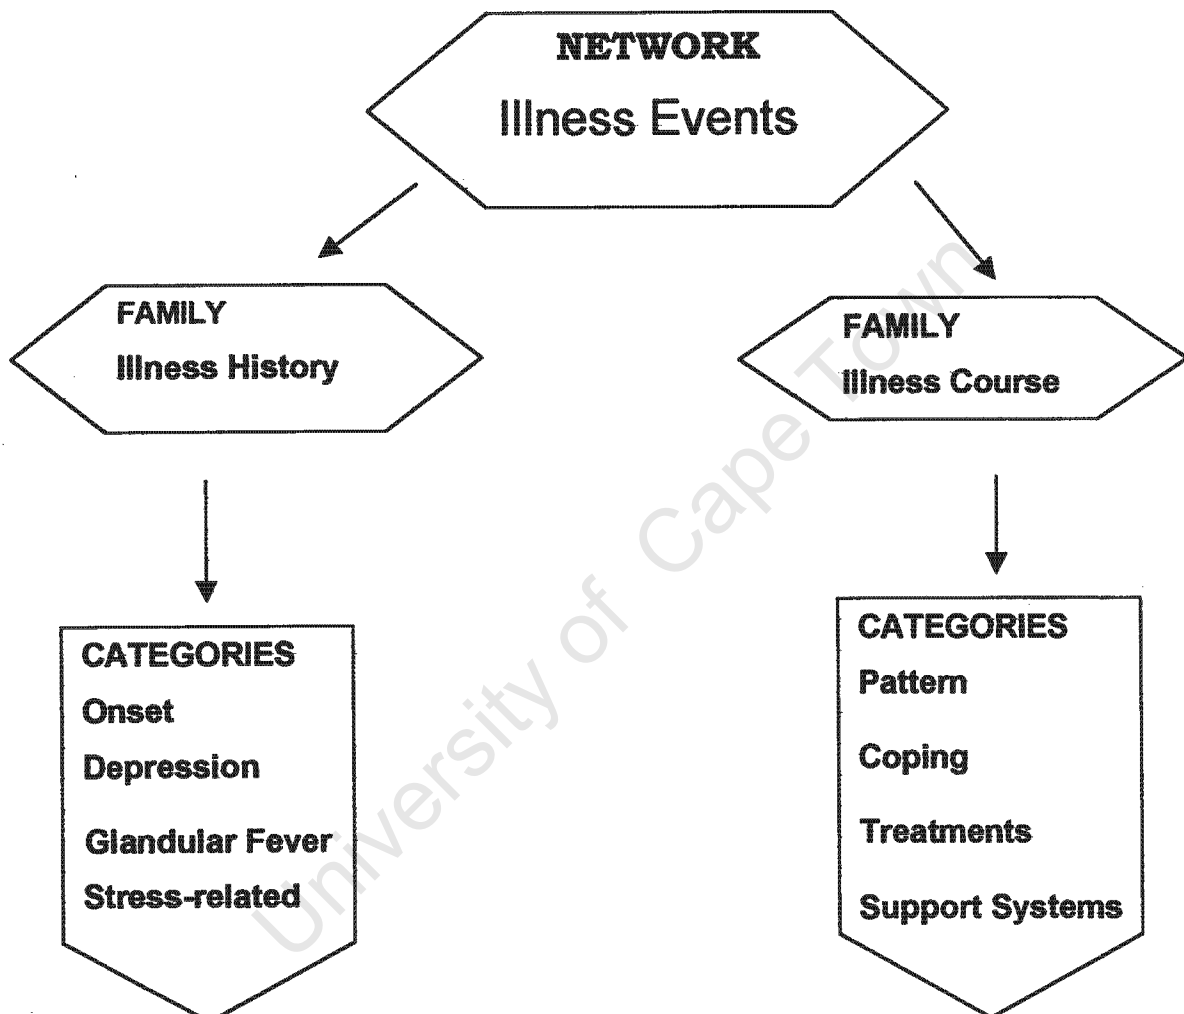 NETWORK
Illness Events
FAMILY
Illness History
FAMILY
Illness Course
CATEGORIES
Onset
Depression
Glandular Fever
Stress-related
CATEGORIES
Pattern
Coping
Treatments
Support Systems
University of Cape Town